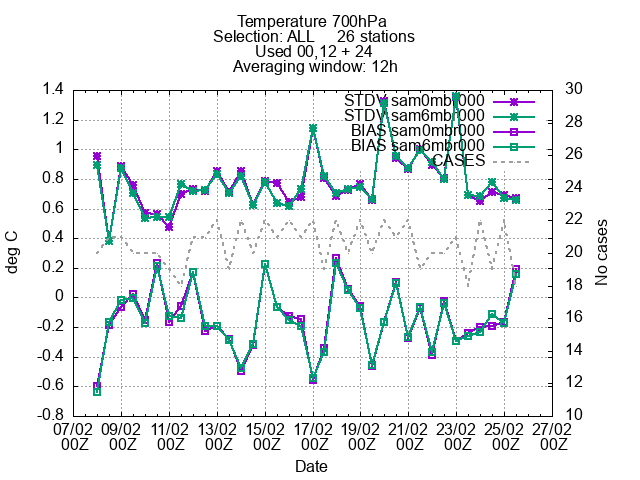 Temperature 700hPa
Selection: ALL 26 stations
Used 00,12 + 24
Averaging window: 12h
STDV sam0mbr000
STDV sam6mbr000
BIAS sam0mbr000
BIAS sam6mbr000
CASES
deg C
1.4
1.2
1
0.8
0.6
0.4
0.2
0
-0.2
-0.4
-0.6
-0.8
30
28
26
24
22
20
18
16
14
12
10
No cases
07/02 09/02 11/02 13/02 15/02 17/02 19/02 21/02 23/02 25/02 27/02
00Z 00Z 00Z 00Z 00Z 00Z 00Z 00Z 00Z 00Z 00Z
Date